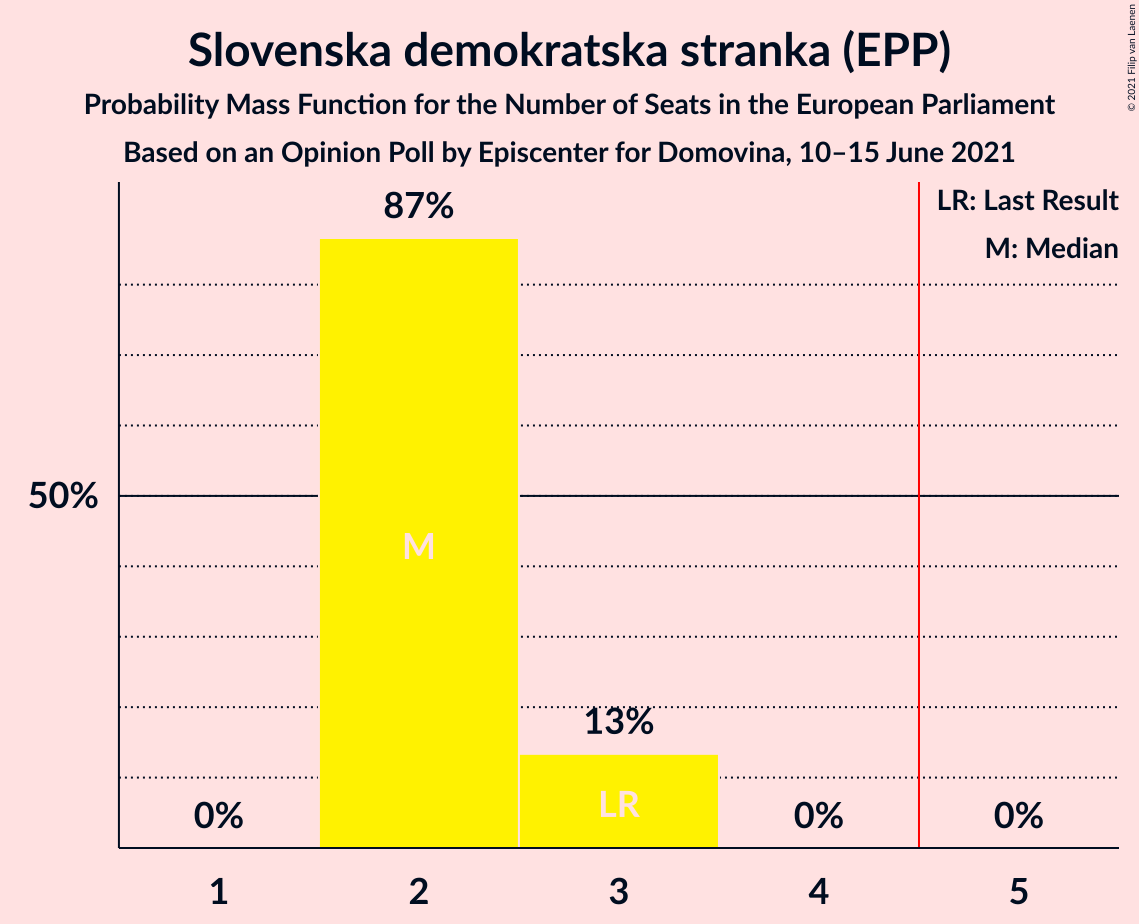 Slovenska demokratska stranka (EPP)
Probability Mass Function for the Number of Seats in the European Parliament
Based on an Opinion Poll by Episcenter for Domovina, 10–15 June 2021
© 2021 Filip van Laenen
LR: Last Result
M: Median
87%
50%
M
13%
LR
0%
0%
0%
1
2
3
4
5